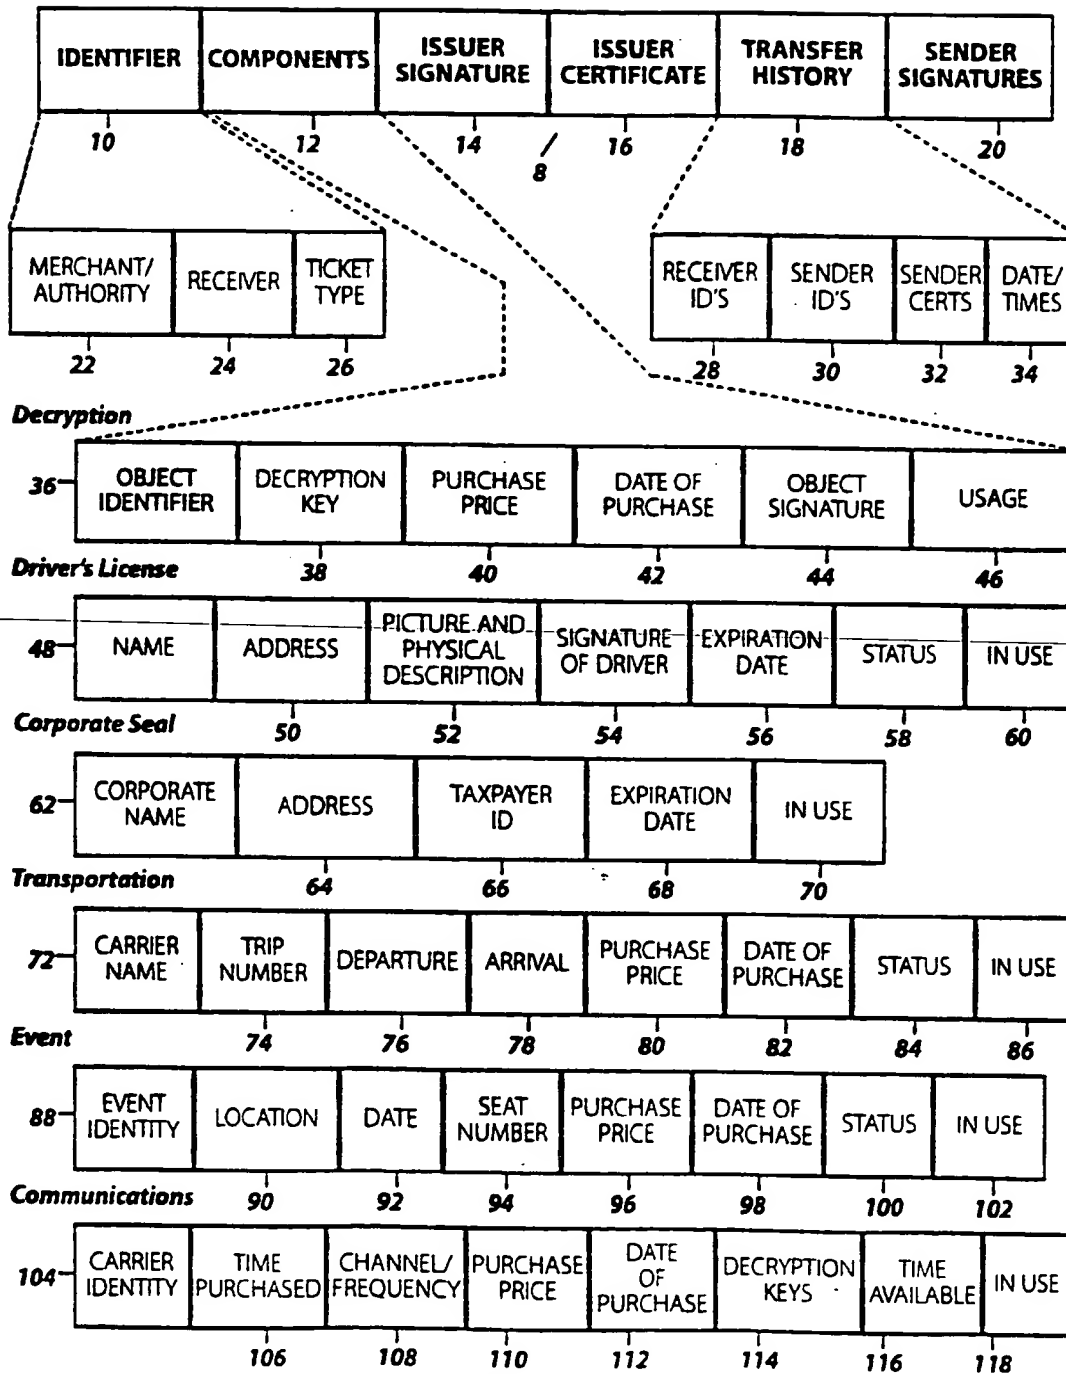 IDENTIFIER
COMPONENTS
ISSUER
SIGNATURE
ISSUER
CERTIFICATE
TRANSFER
HISTORY
SENDER
SIGNATURES
10
12
14
8
16
18
20
MERCHANT/
AUTHORITY
RECEIVER
TICKET
TYPE
RECEIVER
ID'S
SENDER
ID'S
SENDER
CERTS
DATE/
TIMES
22
24
26
28
30
32
34
Decryption
36
OBJECT
IDENTIFIER
DECRYPTION
KEY
PURCHASE
PRICE
DATE OF
PURCHASE
OBJECT
SIGNATURE
USAGE
38
40
42
44
46
Driver's License
48
NAME
ADDRESS
PICTURE AND
PHYSICAL
DESCRIPTION
SIGNATURE
OF DRIVER
EXPIRATION
DATE
STATUS
IN USE
50
52
54
56
58
60
Corporate Seal
62
CORPORATE
NAME
ADDRESS
TAXPAYER
ID
EXPIRATION
DATE
IN USE
64
66
68
70
Transportation
72
CARRIER
NAME
TRIP
NUMBER
DEPARTURE
ARRIVAL
PURCHASE
PRICE
DATE OF
PURCHASE
STATUS
IN USE
74
76
78
80
82
84
86
Event
88
EVENT
IDENTITY
LOCATION
DATE
SEAT
NUMBER
PURCHASE
PRICE
DATE OF
PURCHASE
STATUS
IN USE
90
92
94
96
98
100
102
Communications
104
CARRIER
IDENTITY
TIME
PURCHASED
CHANNEL/
FREQUENCY
PURCHASE
PRICE
DATE
OF
PURCHASE
DECRYPTION
KEYS
TIME
AVAILABLE
IN USE
106
108
110
112
114
116
118